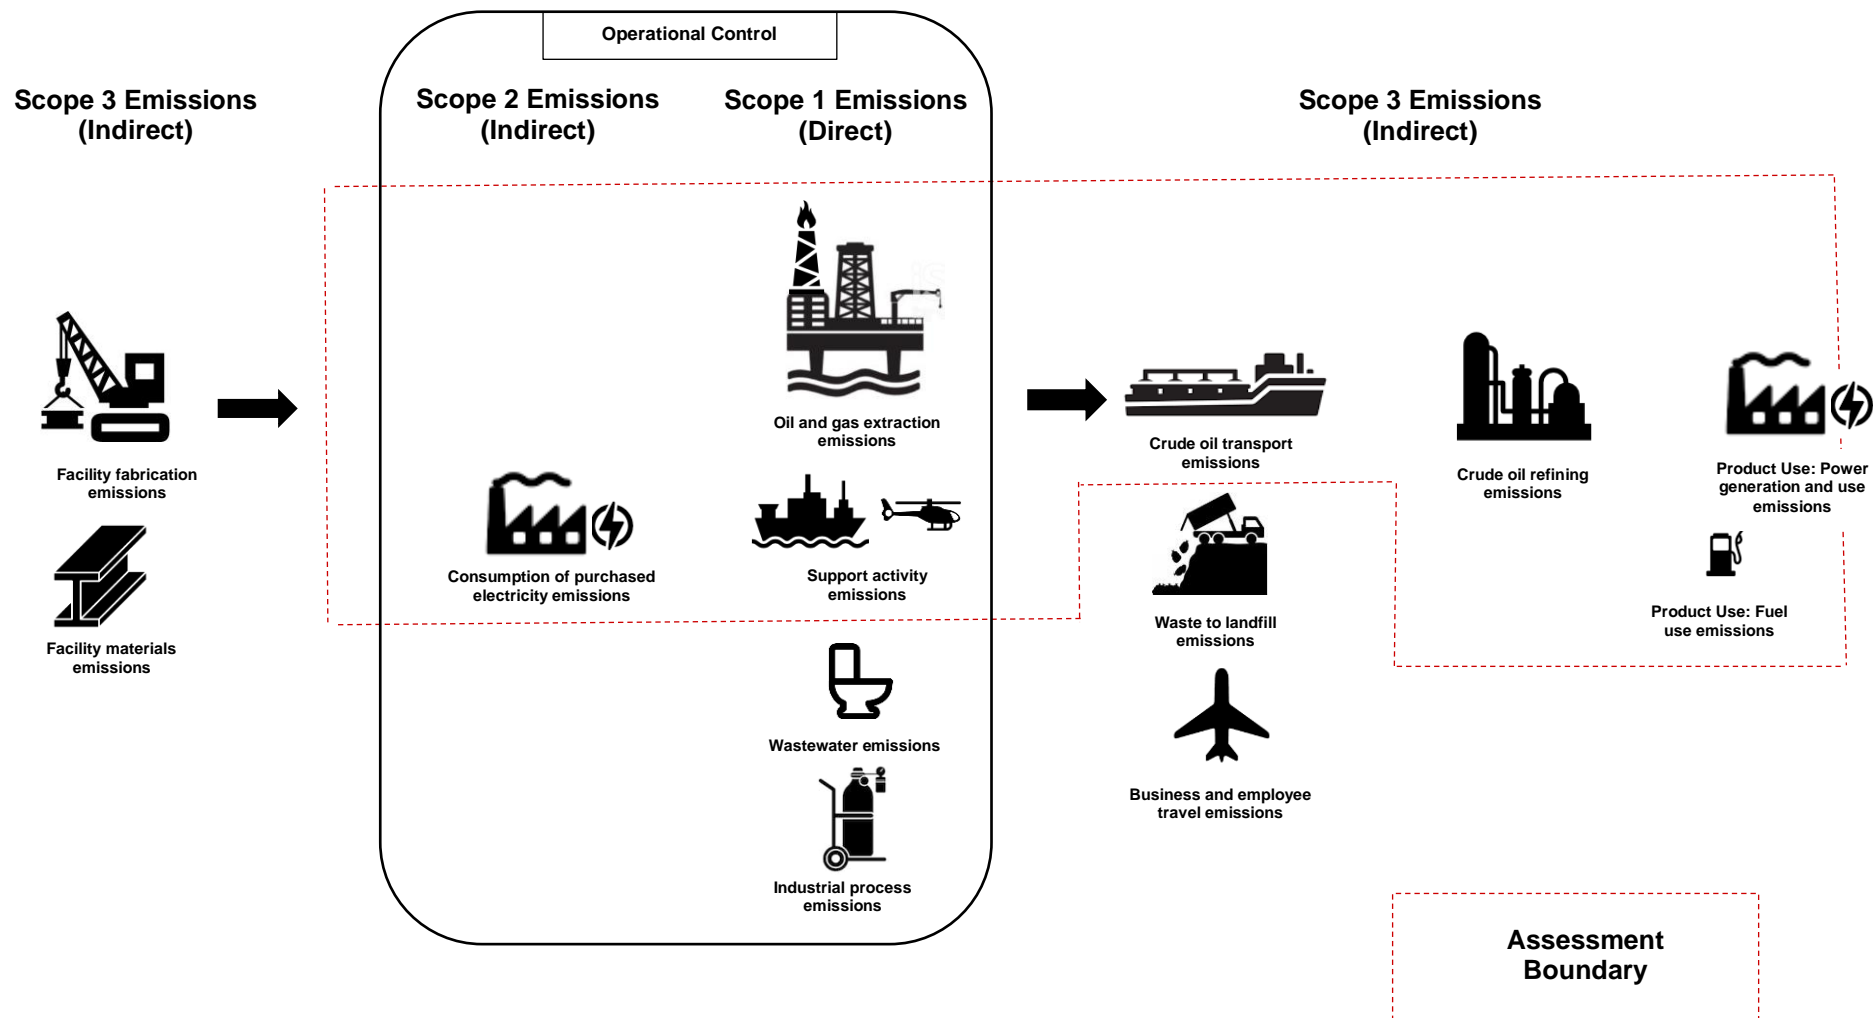 Operational Control
Scope 3 Emissions
(Indirect)
Scope 2 Emissions
(Indirect)
Scope 1 Emissions
(Direct)
Scope 3 Emissions
(Indirect)
Facility fabrication
emissions
Facility materials
emissions
Consumption of purchased
electricity emissions
Oil and gas extraction
emissions
Support activity
emissions
Wastewater emissions
Industrial process
emissions
Crude oil transport
emissions
Waste to landfill
emissions
Business and employee
travel emissions
Crude oil refining
emissions
Product Use: Power
generation and use
emissions
Product Use: Fuel
use emissions
Assessment
Boundary